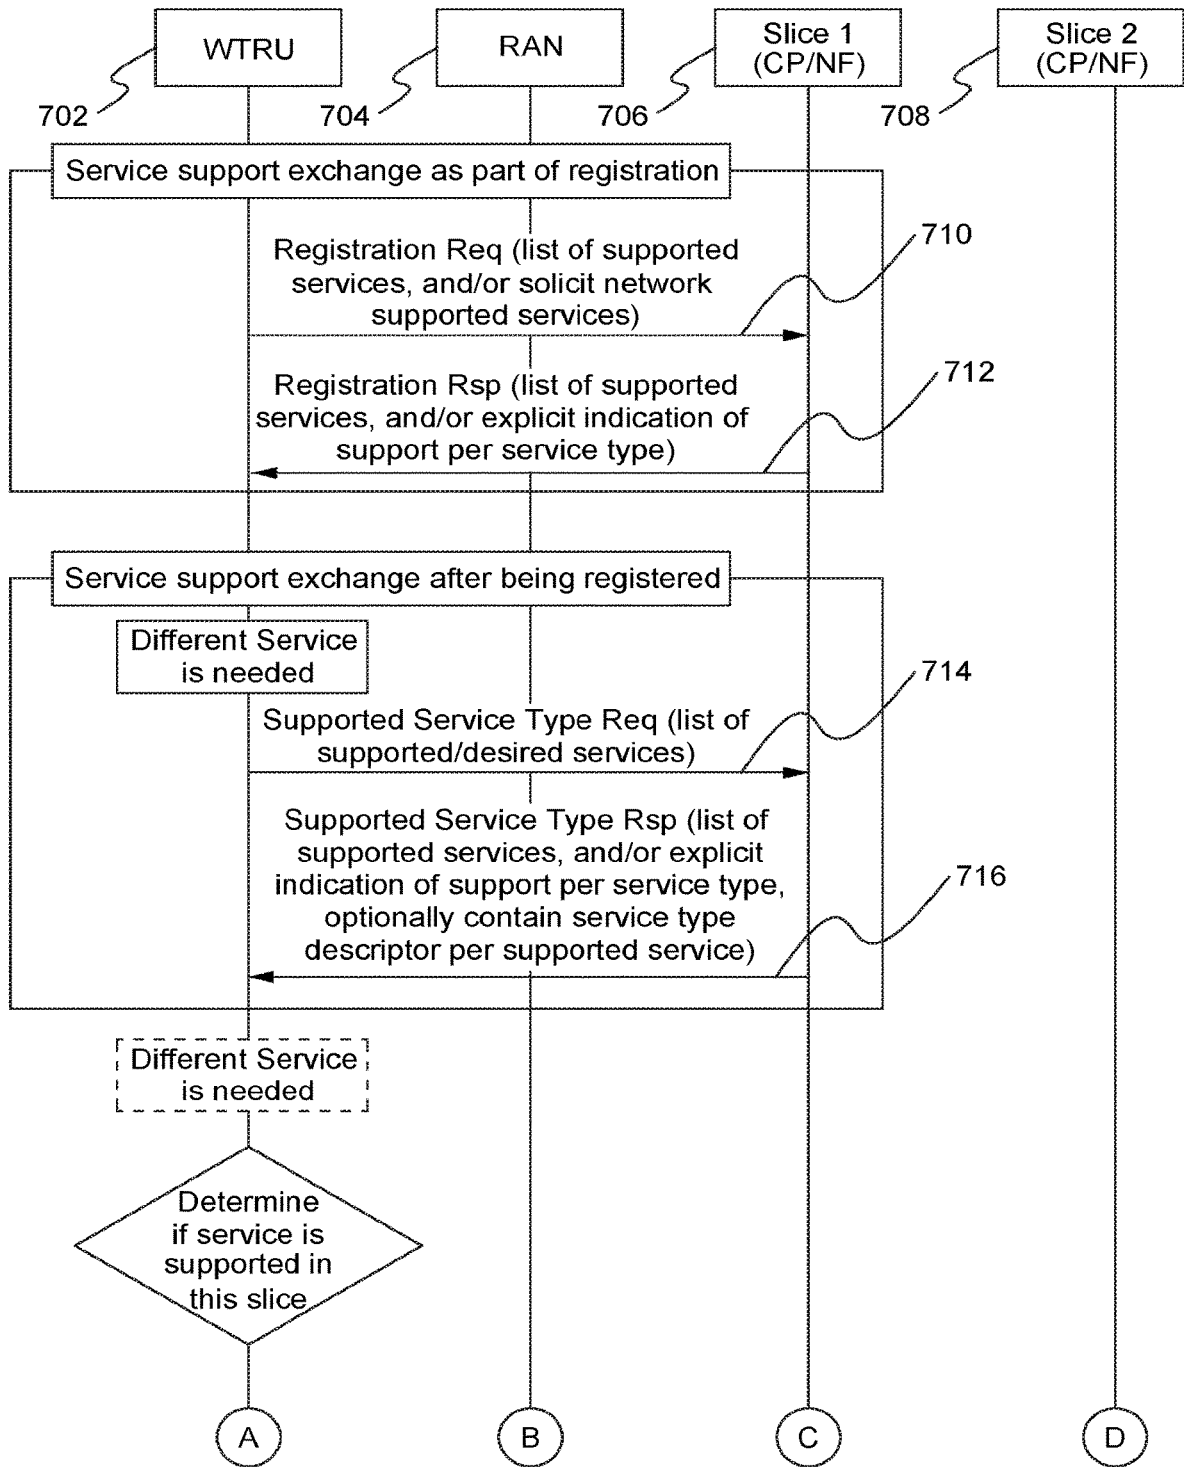 WTRU
RAN
Slice 1
(CP/NF)
Slice 2
(CP/NF)
702
704
706
708
Service support exchange as part of registration
710
Registration Req (list of supported
services, and/or solicit network
supported services)
712
Registration Rsp (list of supported
services, and/or explicit indication of
support per service type)
Service support exchange after being registered
Different Service
is needed
714
Supported Service Type Req (list of
supported/desired services)
Supported Service Type Rsp (list of
supported services, and/or explicit
indication of support per service type,
optionally contain service type
descriptor per supported service)
716
Different Service
is needed
Determine
if service is
supported in
this slice
A
B
C
D